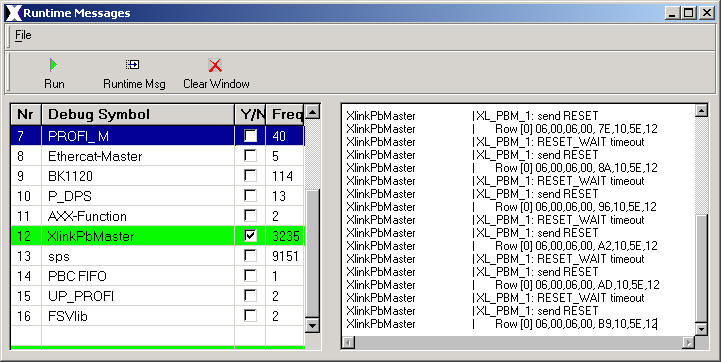 Runtime Messages
File
Run Runtime Msg Clear Window
Nr Debug Symbol Y/N Freq
7 PROFI_M 40
8 Ethercat-Master 5
9 BK1120 114
10 P_DPS 13
11 AXX-Function 2
12 XlinkPbMaster 3235
13 sps 9151
14 PBC FIFO 1
15 UP_PROFI 2
16 FSVlib 2
XlinkPbMaster |XL_PBM_1: send RESET
XlinkPbMaster | Row [0] 06,00,06,00, 7E,10,5E,12
XlinkPbMaster |XL_PBM_1: RESET_WAIT timeout
XlinkPbMaster |XL_PBM_1: send RESET
XlinkPbMaster | Row [0] 06,00,06,00, 8A,10,5E,12
XlinkPbMaster |XL_PBM_1: RESET_WAIT timeout
XlinkPbMaster |XL_PBM_1: send RESET
XlinkPbMaster | Row [0] 06,00,06,00, 96,10,5E,12
XlinkPbMaster |XL_PBM_1: RESET_WAIT timeout
XlinkPbMaster |XL_PBM_1: send RESET
XlinkPbMaster | Row [0] 06,00,06,00, A2,10,5E,12
XlinkPbMaster |XL_PBM_1: RESET_WAIT timeout
XlinkPbMaster |XL_PBM_1: send RESET
XlinkPbMaster | Row [0] 06,00,06,00, AD,10,5E,12
XlinkPbMaster |XL_PBM_1: RESET_WAIT timeout
XlinkPbMaster |XL_PBM_1: send RESET
XlinkPbMaster | Row [0] 06,00,06,00, B9,10,5E,12